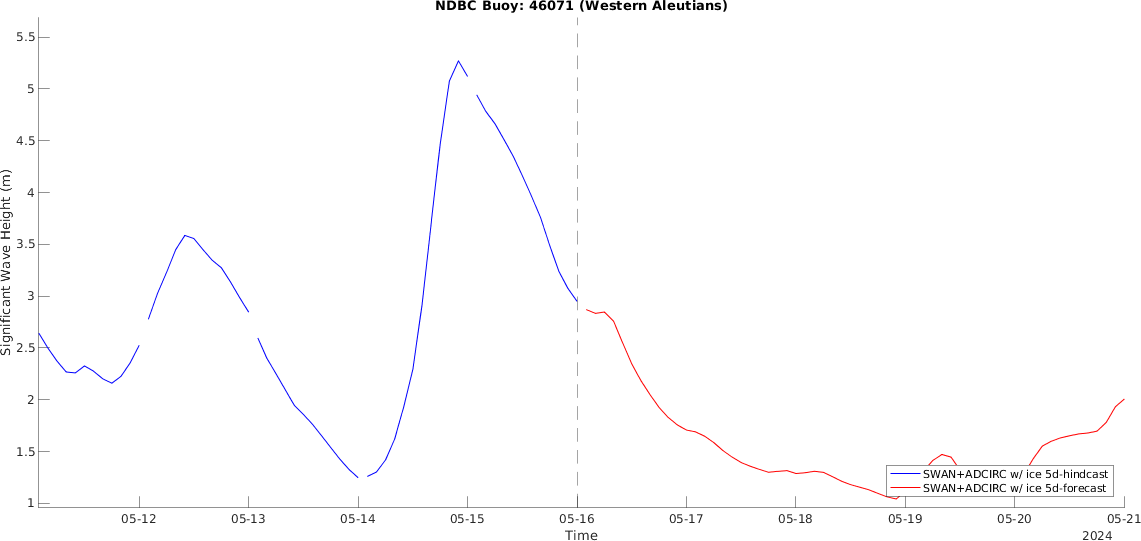 NDBC Buoy: 46071 (Western Aleutians)
5.5
5
4.5
4
3.5
3
2.5
2
1.5
1
Significant Wave Height (m)
SWAN+ADCIRC w/ ice 5d-hindcast
SWAN+ADCIRC w/ ice 5d-forecast
05-12 05-13 05-14 05-15 05-16 05-17 05-18 05-19 05-20 05-21
Time
2024